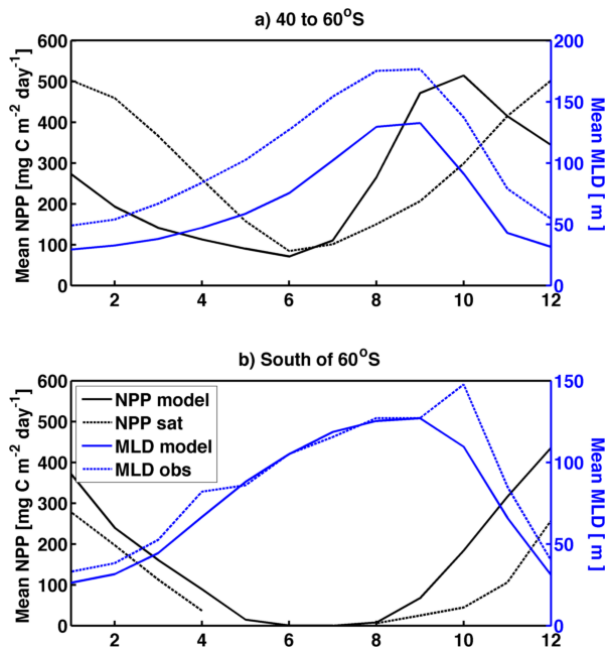 a) 40 to 60°S
600
500
400
300
200
100
0
Mean NPP [mg C m⁻² day⁻¹]
200
150
100
50
0
Mean MLD [ m ]
2 4 6 8 10 12
b) South of 60°S
600
500
400
300
200
100
0
Mean NPP [mg C m⁻² day⁻¹]
NPP model
NPP sat
MLD model
MLD obs
150
100
50
0
Mean MLD [ m ]
2 4 6 8 10 12